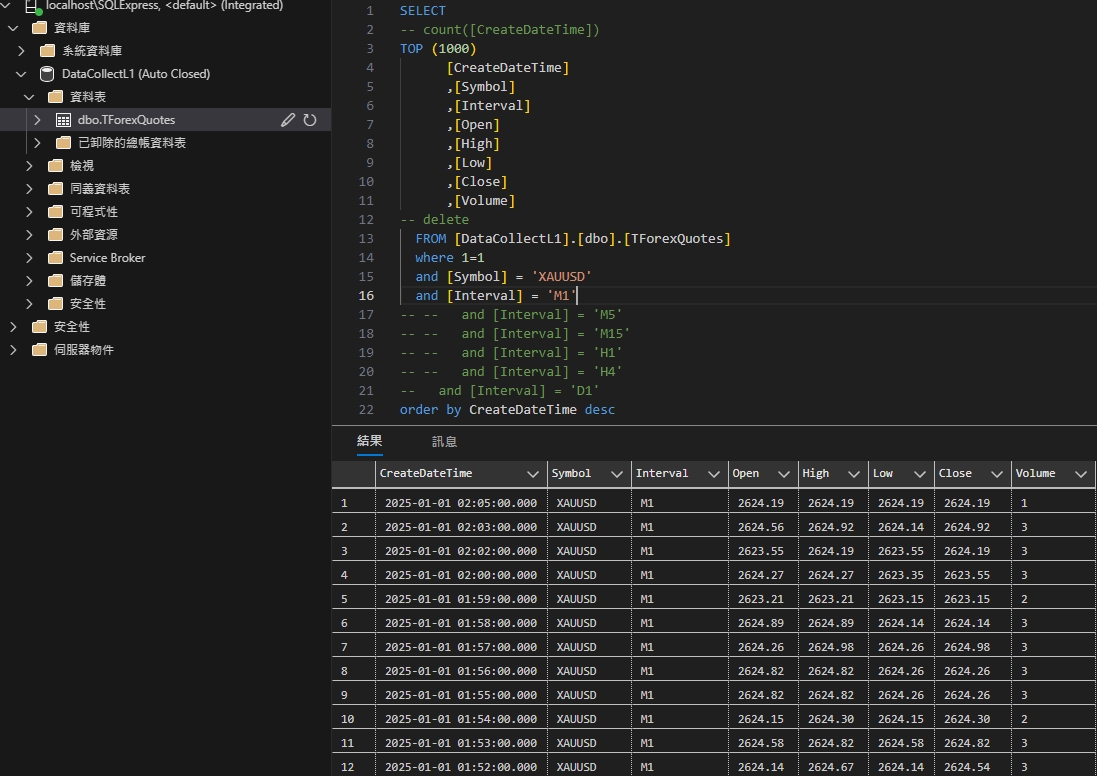 localhost\SQLExpress, <default> (Integrated)
資料庫
系統資料庫
DataCollectL1 (Auto Closed)
資料表
dbo.TForexQuotes
已卸除的總帳資料表
檢視
同義資料表
可程式性
外部資源
Service Broker
儲存體
安全性
安全性
伺服器物件
1 SELECT
2 -- count([CreateDateTime])
3 TOP (1000)
4 [CreateDateTime]
5 ,[Symbol]
6 ,[Interval]
7 ,[Open]
8 ,[High]
9 ,[Low]
10 ,[Close]
11 ,[Volume]
12 -- delete
13 FROM [DataCollectL1].[dbo].[TForexQuotes]
14 where 1=1
15 and [Symbol] = 'XAUUSD'
16 and [Interval] = 'M1'
17 -- -- and [Interval] = 'M5'
18 -- -- and [Interval] = 'M15'
19 -- -- and [Interval] = 'H1'
20 -- -- and [Interval] = 'H4'
21 -- and [Interval] = 'D1'
22 order by CreateDateTime desc
結果 訊息
CreateDateTime Symbol Interval Open High Low Close Volume
1 2025-01-01 02:05:00.000 XAUUSD M1 2624.19 2624.19 2624.19 2624.19 1
2 2025-01-01 02:03:00.000 XAUUSD M1 2624.56 2624.92 2624.14 2624.92 3
3 2025-01-01 02:02:00.000 XAUUSD M1 2623.55 2624.19 2623.55 2624.19 3
4 2025-01-01 02:00:00.000 XAUUSD M1 2624.27 2624.27 2623.35 2623.55 3
5 2025-01-01 01:59:00.000 XAUUSD M1 2623.21 2623.21 2623.15 2623.15 2
6 2025-01-01 01:58:00.000 XAUUSD M1 2624.89 2624.89 2624.14 2624.14 3
7 2025-01-01 01:57:00.000 XAUUSD M1 2624.26 2624.98 2624.26 2624.98 3
8 2025-01-01 01:56:00.000 XAUUSD M1 2624.82 2624.82 2624.26 2624.26 3
9 2025-01-01 01:55:00.000 XAUUSD M1 2624.82 2624.82 2624.26 2624.26 3
10 2025-01-01 01:54:00.000 XAUUSD M1 2624.15 2624.30 2624.15 2624.30 2
11 2025-01-01 01:53:00.000 XAUUSD M1 2624.58 2624.82 2624.58 2624.82 3
12 2025-01-01 01:52:00.000 XAUUSD M1 2624.14 2624.67 2624.14 2624.54 3